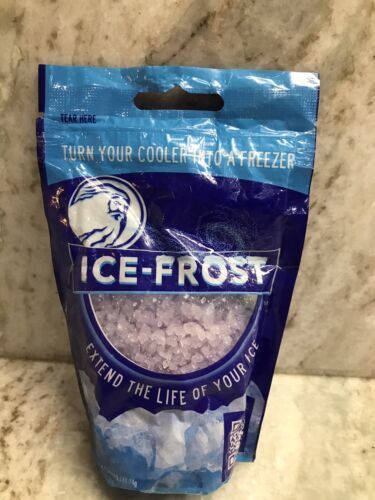 TEAR HERE
TURN YOUR COOLER INTO A FREEZER
ICE-FROST
EXTEND THE LIFE OF YOUR ICE